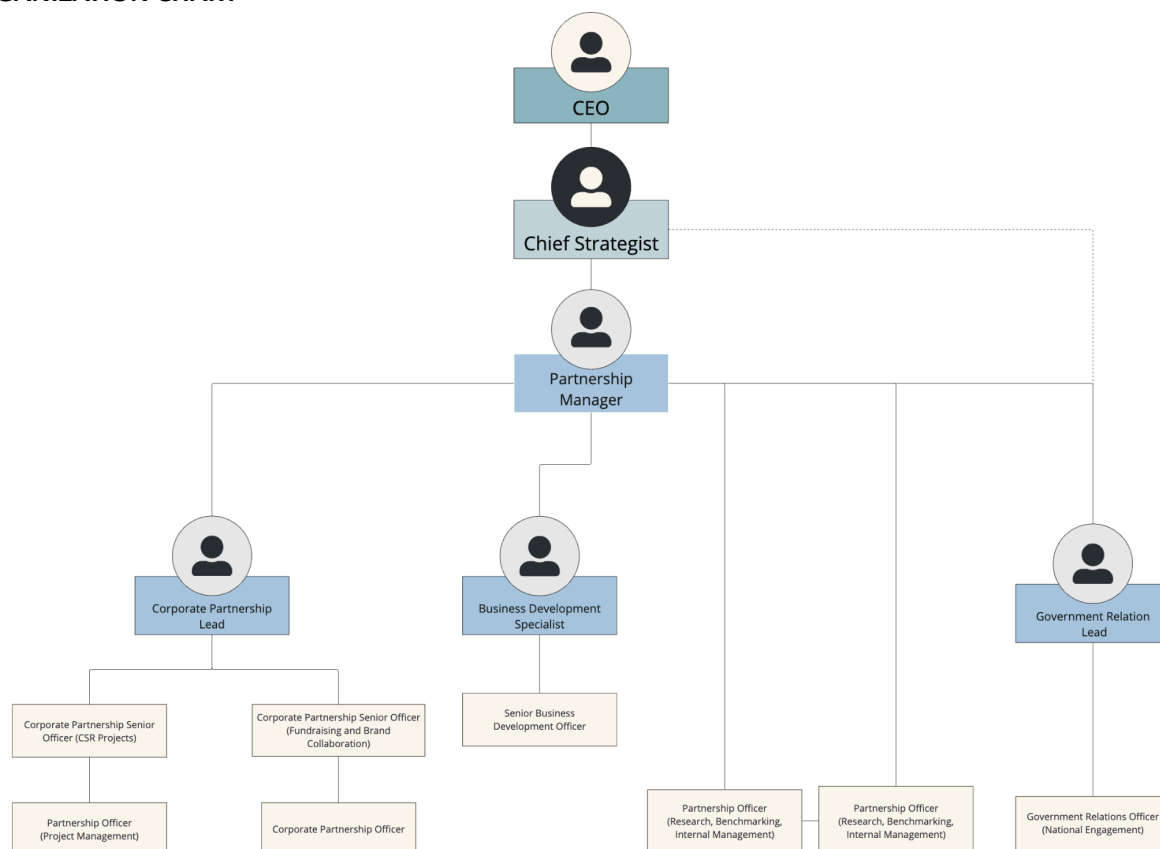 CEO
Chief Strategist
Partnership
Manager
Corporate Partnership
Lead
Business Development
Specialist
Government Relation
Lead
Corporate Partnership Senior
Officer (CSR Projects)
Corporate Partnership Senior Officer
(Fundraising and Brand
Collaboration)
Senior Business
Development Officer
Partnership Officer
(Project Management)
Corporate Partnership Officer
Partnership Officer
(Research, Benchmarking,
Internal Management)
Partnership Officer
(Research, Benchmarking,
Internal Management)
Government Relations Officer
(National Engagement)